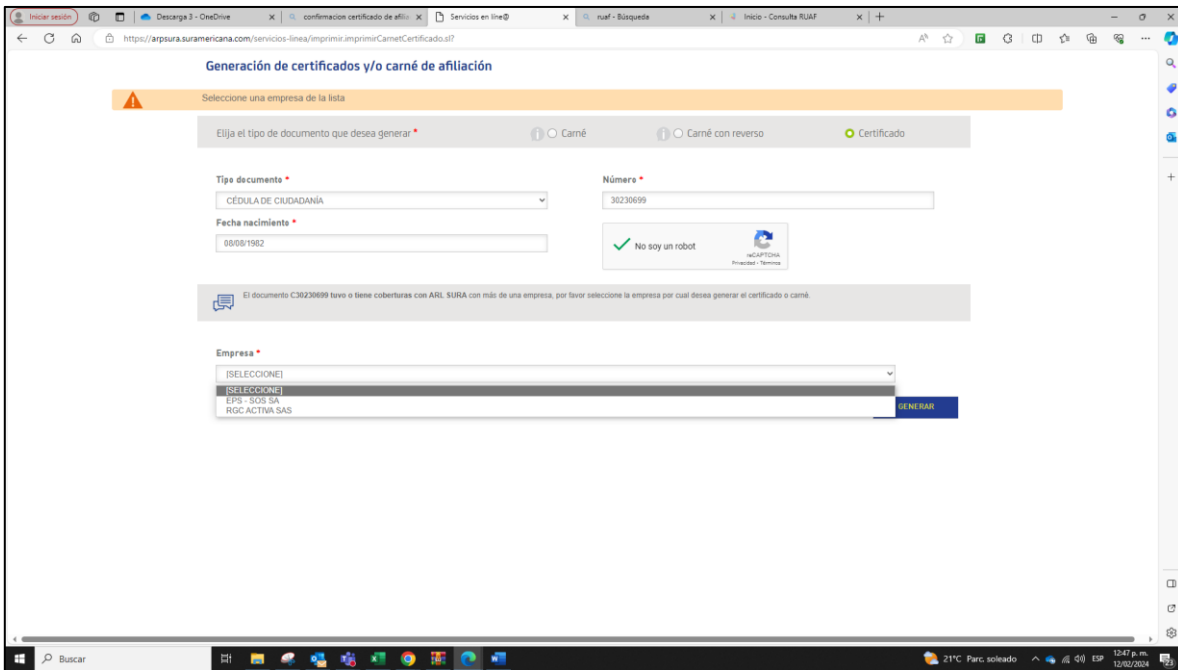 Iniciar sesión
Descarga 3 - OneDrive
confirmacion certificado de afilia
Servicios en líne@
ruaf - Búsqueda
Inicio - Consulta RUAF
https://arpsura.suramericana.com/servicios-linea/imprimir.imprimirCarnetCertificado.sl?
Generación de certificados y/o carné de afiliación
Seleccione una empresa de la lista
Elija el tipo de documento que desea generar *
Carné
Carné con reverso
Certificado
Tipo documento *
Número *
CÉDULA DE CIUDADANÍA
30230699
Fecha nacimiento *
08/08/1982
No soy un robot
reCAPTCHA
Privacidad - Términos
El documento C30230699 tuvo o tiene coberturas con ARL SURA con más de una empresa, por favor seleccione la empresa por cual desea generar el certificado o carné.
Empresa *
[SELECCIONE]
[SELECCIONE]
EPS - SOS SA
RGC ACTIVA SAS
GENERAR
Buscar
21°C Parc. soleado
ESP
12:47 p. m.
12/02/2024